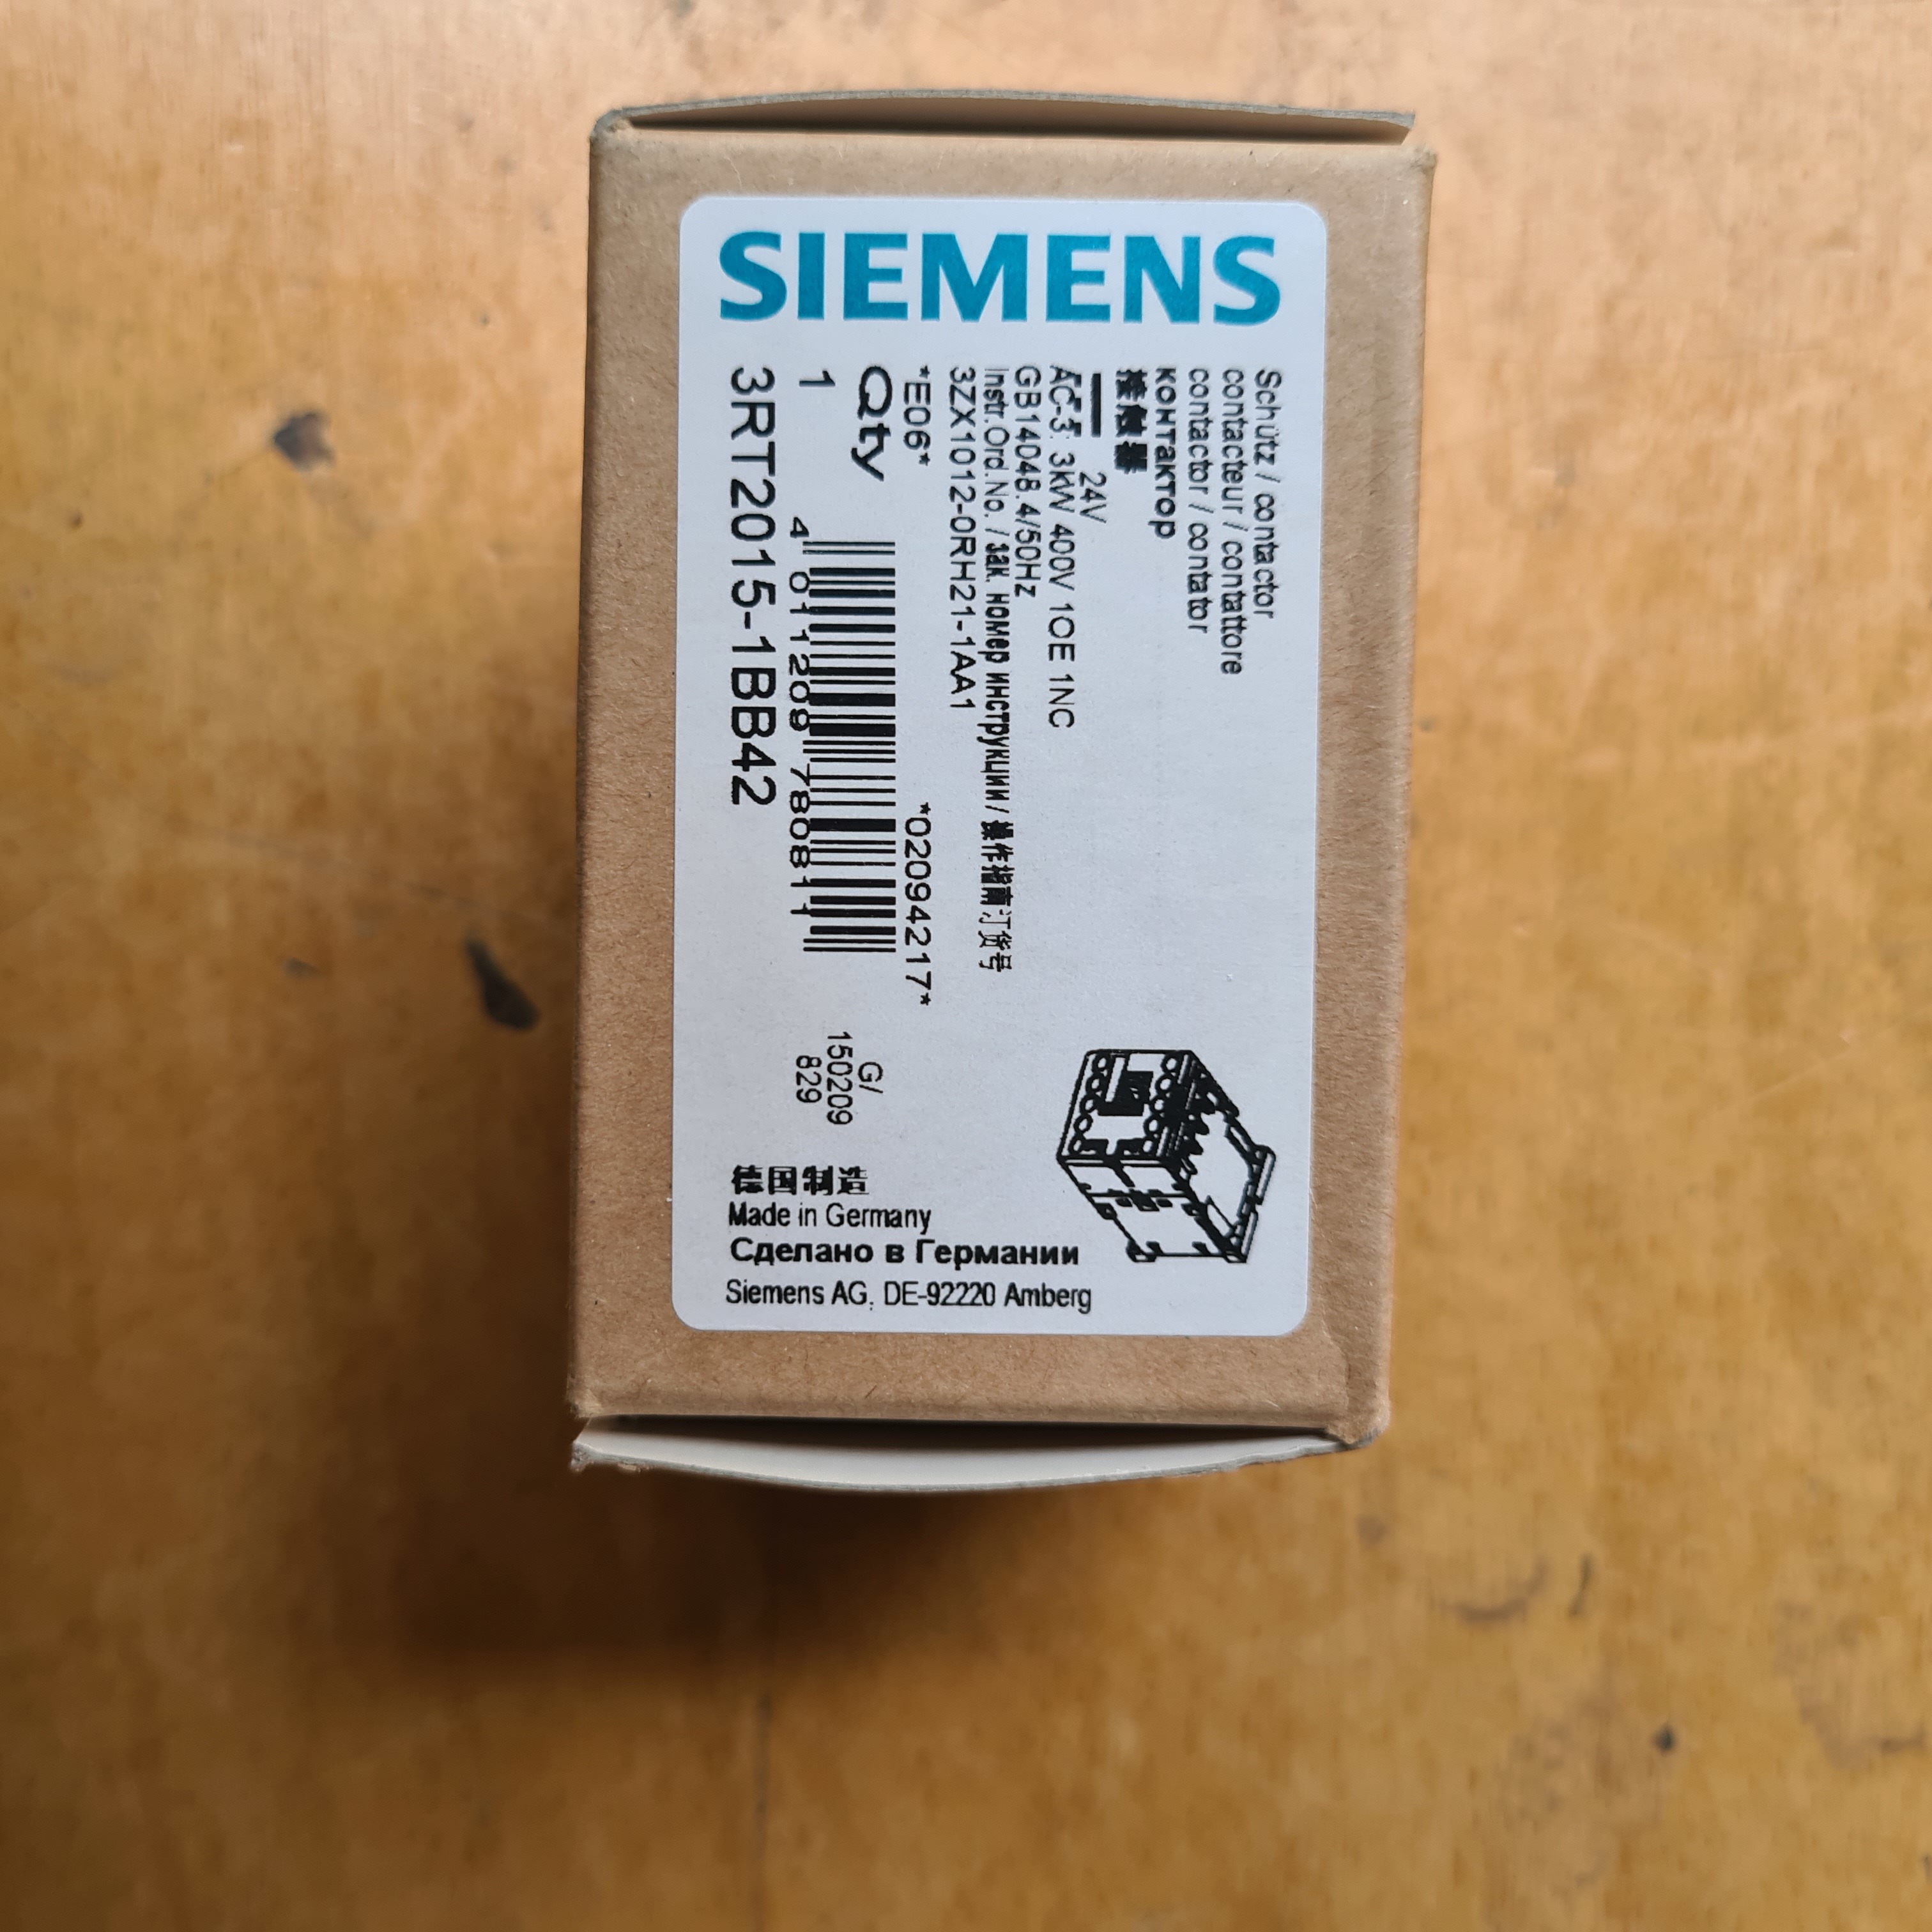 SIEMENS
Schütz / contactor
contacteur / contattore
contactor / contator
контактор
接触器
24V
AC-3: 3kW 400V 1OE 1NC
GB14048.4/50Hz
Instr.Ord.No. / зак. номер инструкции / 操作指南订货号
3ZX1012-0RH21-1AA1
*E06* *02094217*
Qty
1
4 011209 780811
3RT2015-1BB42
G/
150209
829
德国制造
Made in Germany
Сделано в Германии
Siemens AG, DE-92220 Amberg